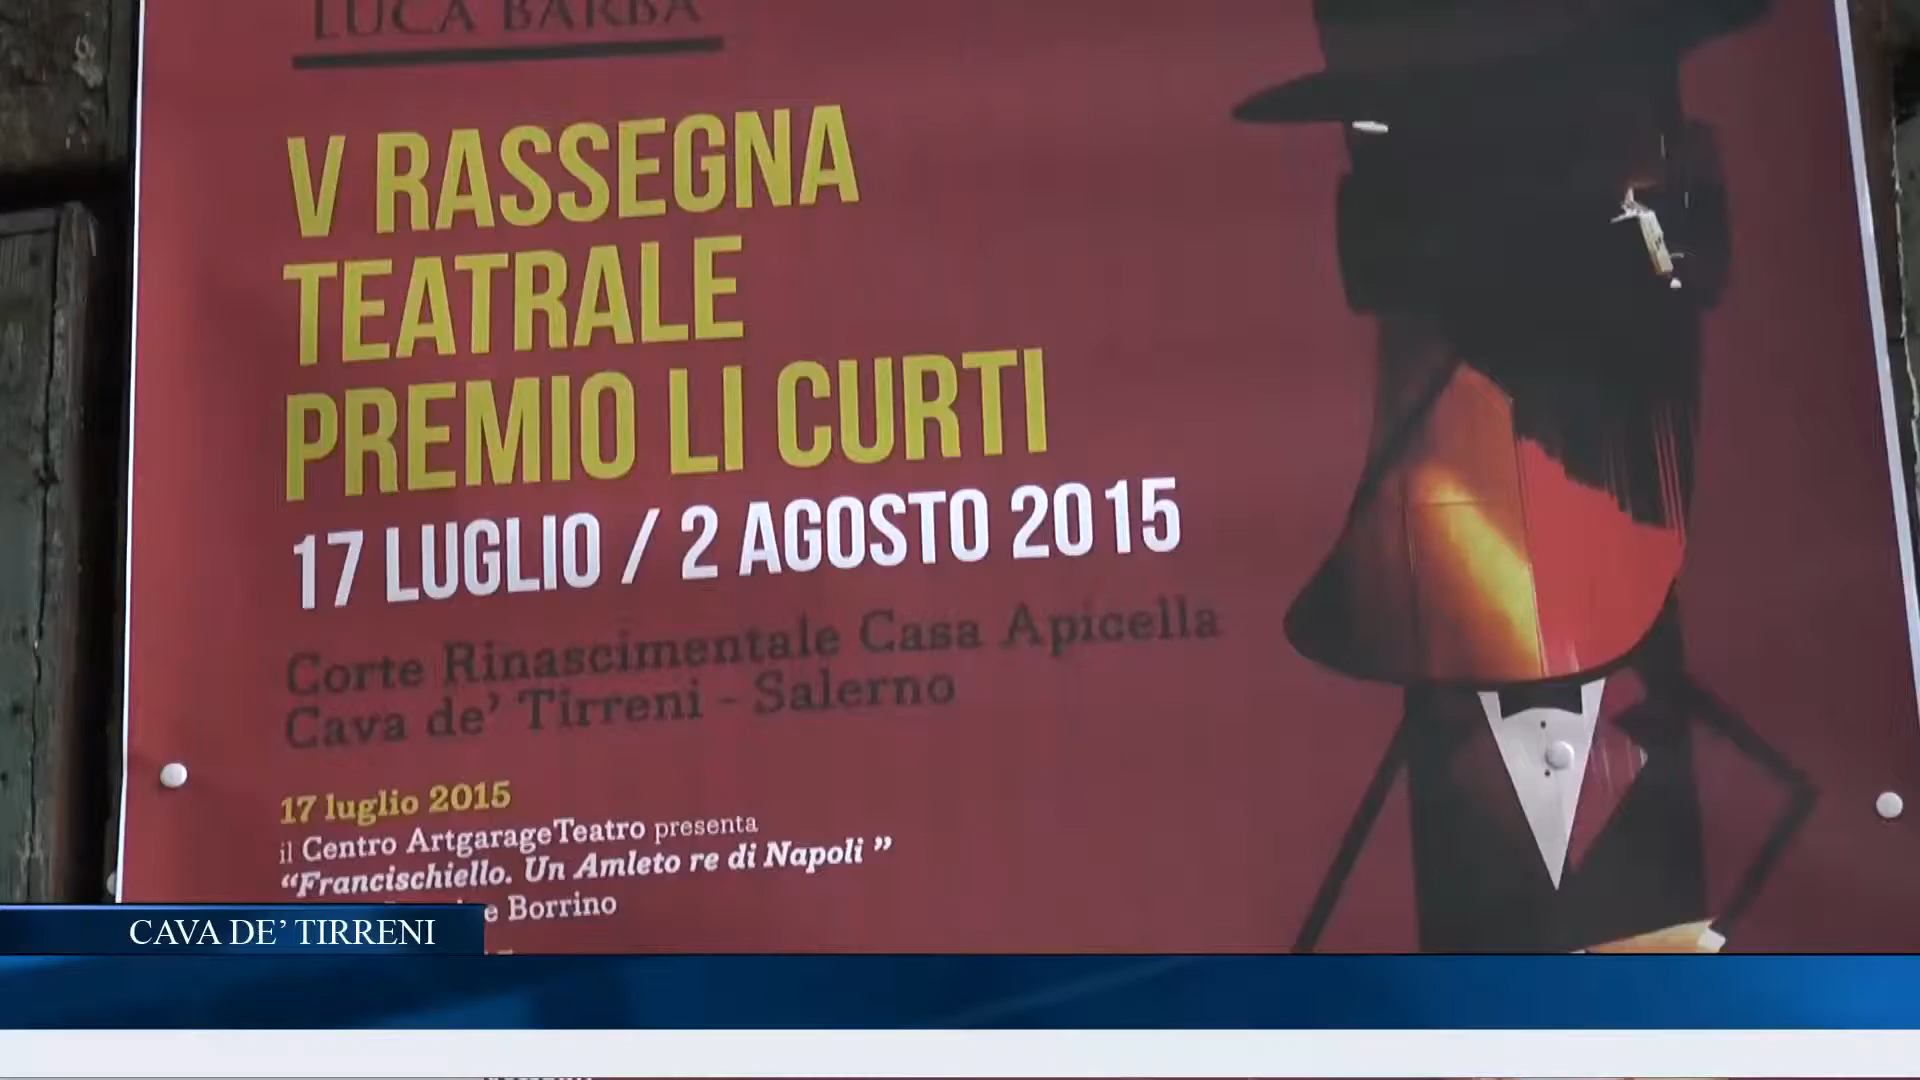 LUCA BARBA
V RASSEGNA
TEATRALE
PREMIO LI CURTI
17 LUGLIO / 2 AGOSTO 2015
Corte Rinascimentale Casa Apicella
Cava de’ Tirreni - Salerno
17 luglio 2015
il Centro ArtgarageTeatro presenta
“Francischiello. Un Amleto re di Napoli ”
e Borrino
CAVA DE’ TIRRENI